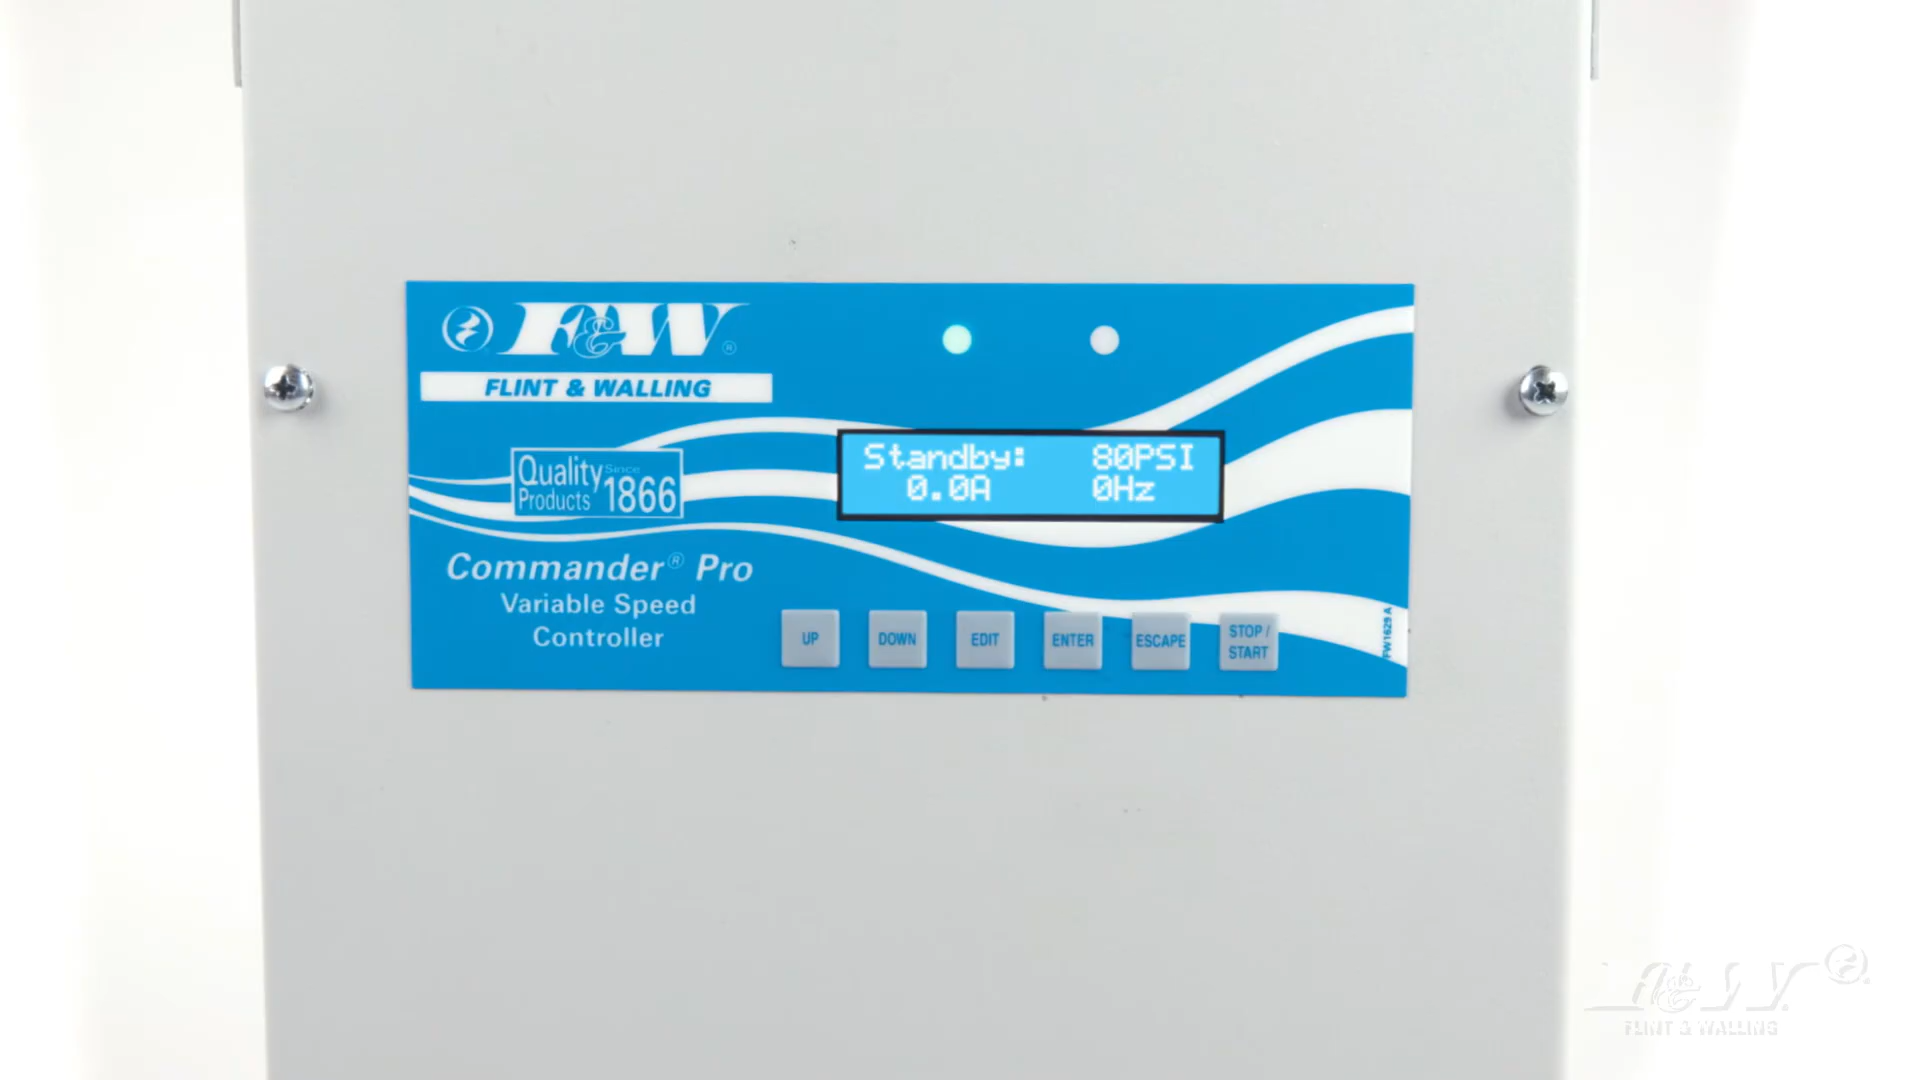 F&W®
FLINT & WALLING
Quality Since
Products 1866
Commander® Pro
Variable Speed
Controller
Standby: 80PSI
0.0A 0Hz
UP DOWN EDIT ENTER ESCAPE STOP / START
FW1629A
F&W®
FLINT & WALLING